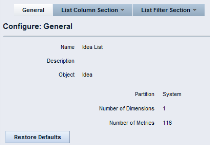 General List Column Section List Filter Section
Configure: General
Name Idea List
Description
Object Idea
Partition System
Number of Dimensions 1
Number of Metrics 116
Restore Defaults